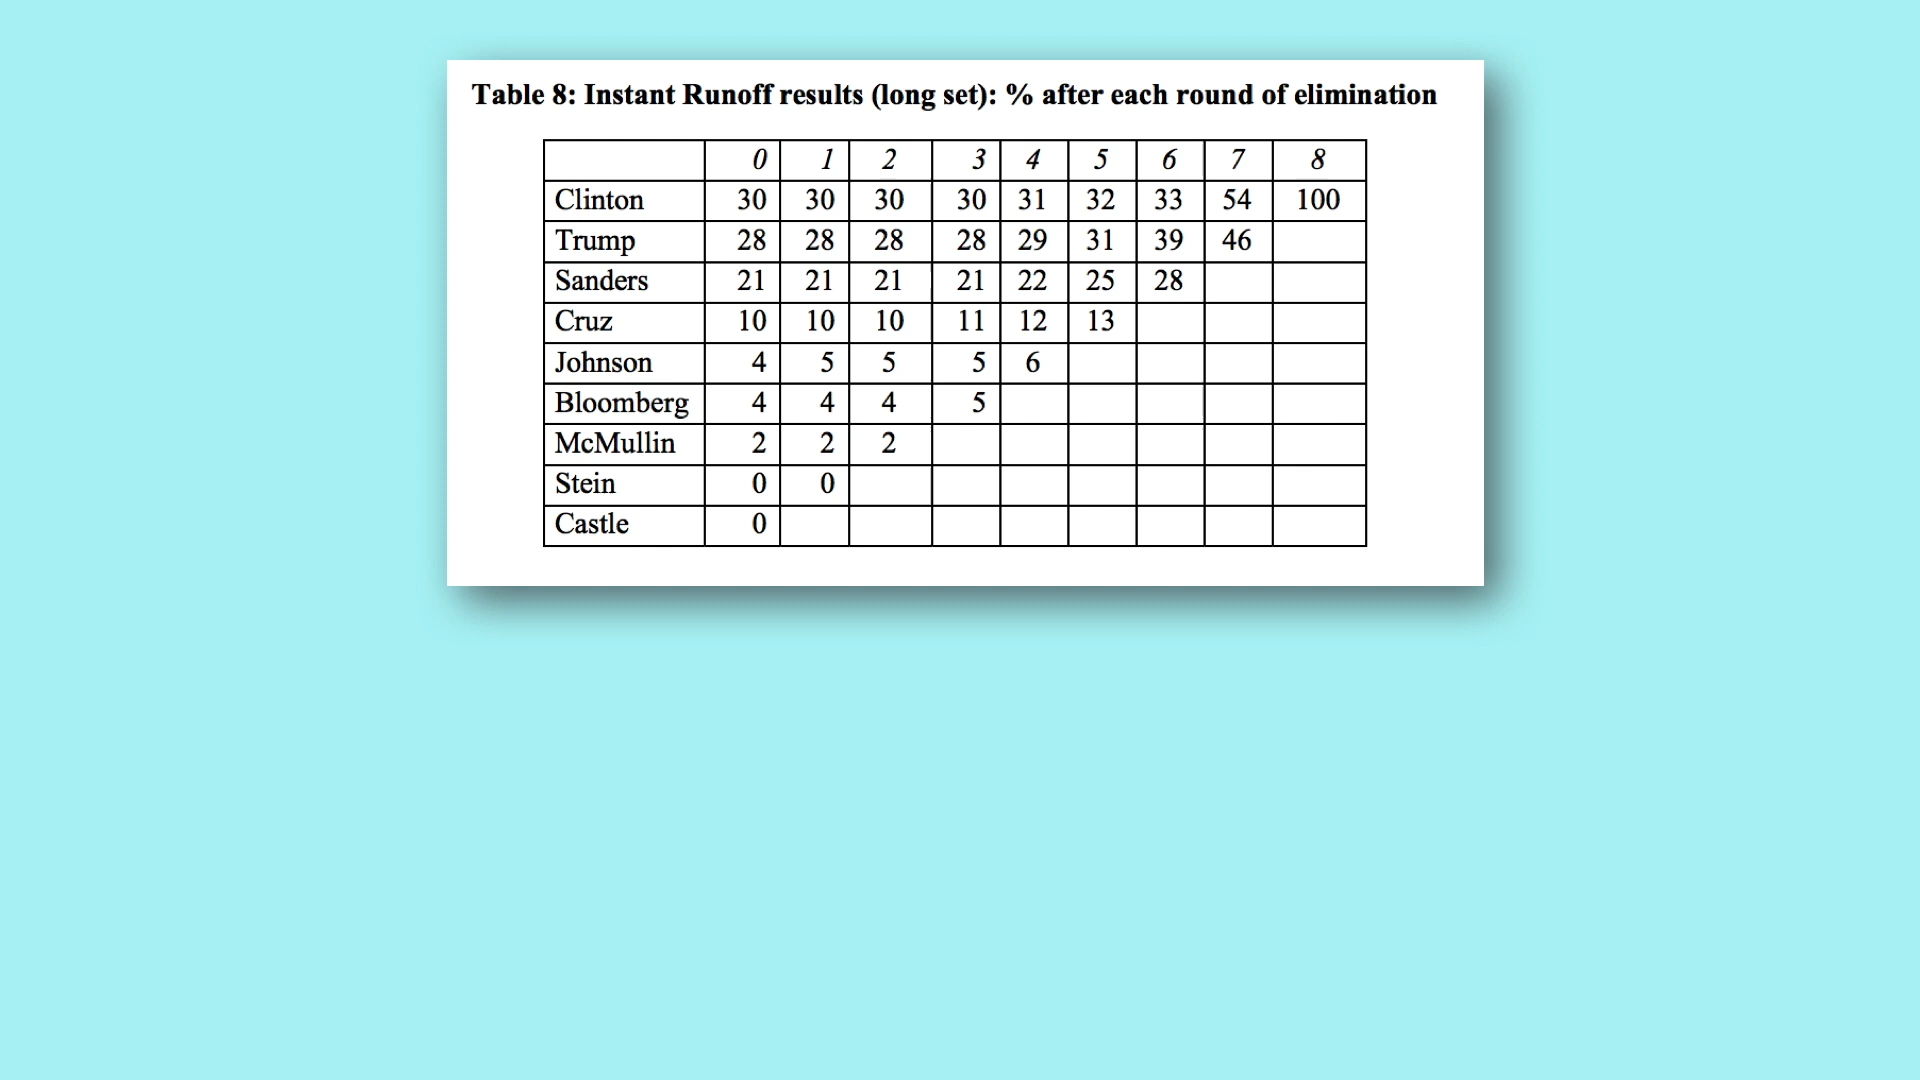 Table 8: Instant Runoff results (long set): % after each round of elimination
0 1 2 3 4 5 6 7 8
Clinton 30 30 30 30 31 32 33 54 100
Trump 28 28 28 28 29 31 39 46
Sanders 21 21 21 21 22 25 28
Cruz 10 10 10 11 12 13
Johnson 4 5 5 5 6
Bloomberg 4 4 4 5
McMullin 2 2 2
Stein 0 0
Castle 0